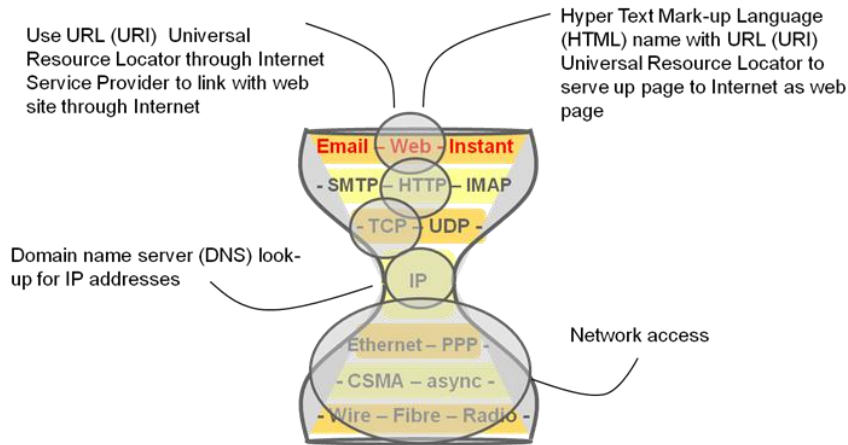 Use URL (URI)  Universal
Resource Locator through Internet
Service Provider to link with web
site through Internet
Hyper Text Mark-up Language
(HTML) name with URL (URI)
Universal Resource Locator to
serve up page to Internet as web
page
Email – Web - Instant
- SMTP – HTTP – IMAP
- TCP – UDP -
Domain name server (DNS) look-
up for IP addresses
IP
Network access
- Ethernet – PPP -
- CSMA – async -
- Wire – Fibre – Radio -